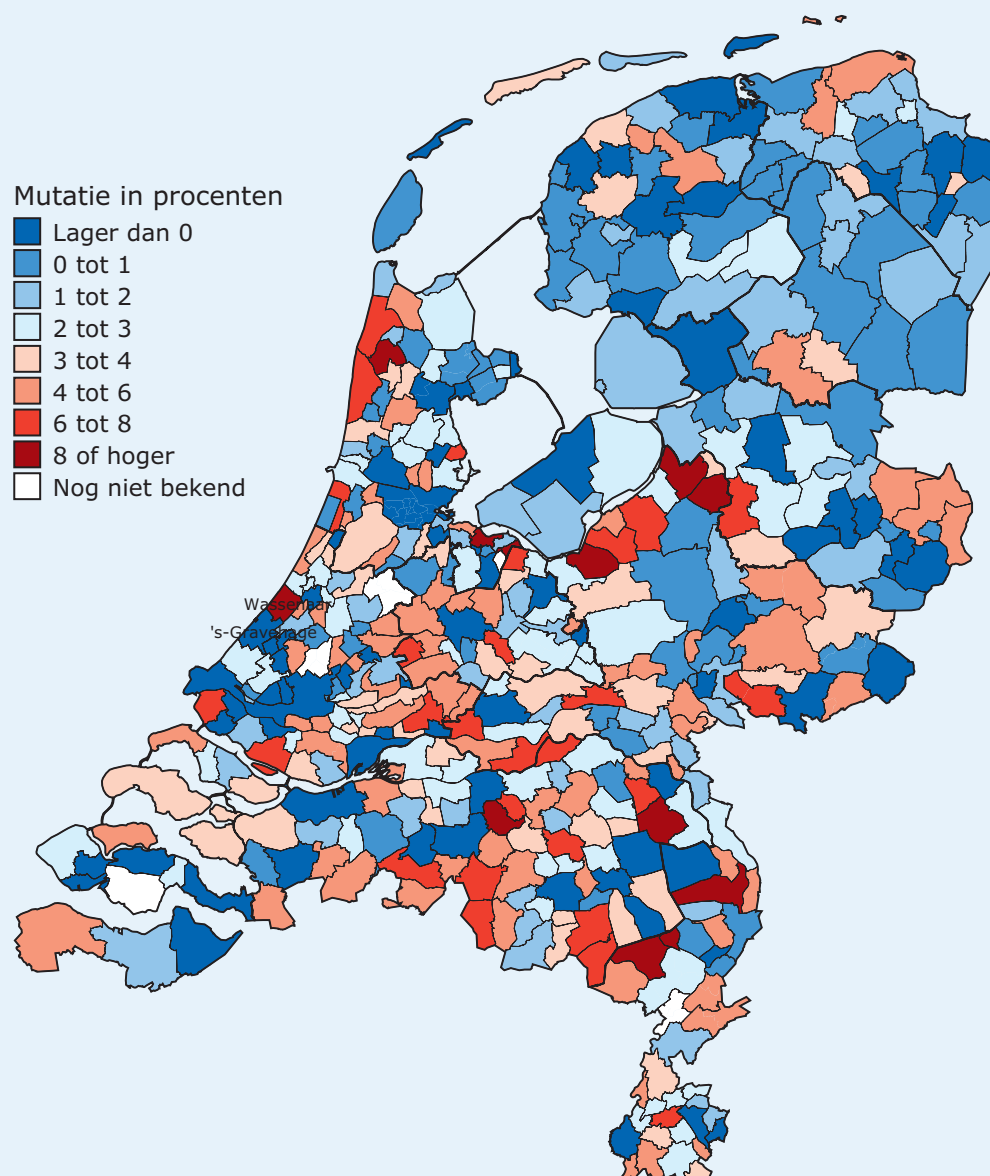 Mutatie in procenten
Lager dan 0
0 tot 1
1 tot 2
2 tot 3
3 tot 4
4 tot 6
6 tot 8
8 of hoger
Nog niet bekend
Wassenaar
's-Gravenhage